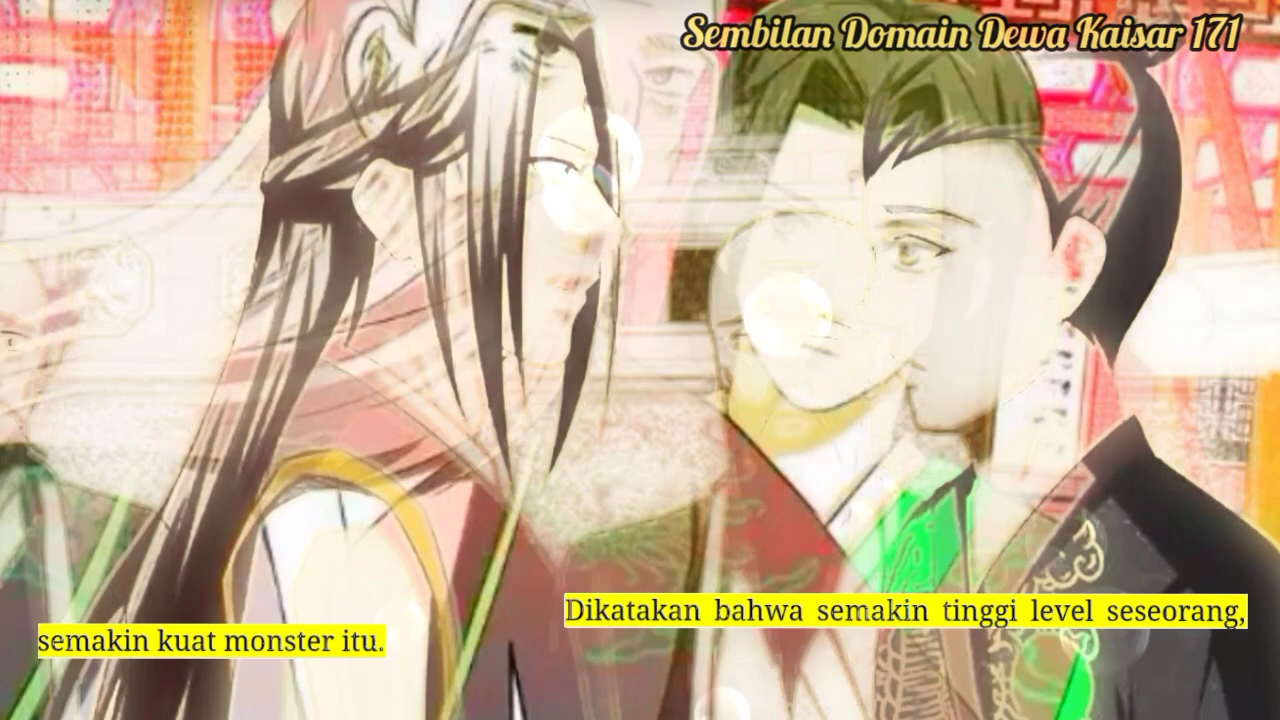 Sembilan Domain Dewa Kaisar 171
Dikatakan bahwa semakin tinggi level seseorang,
semakin kuat monster itu.